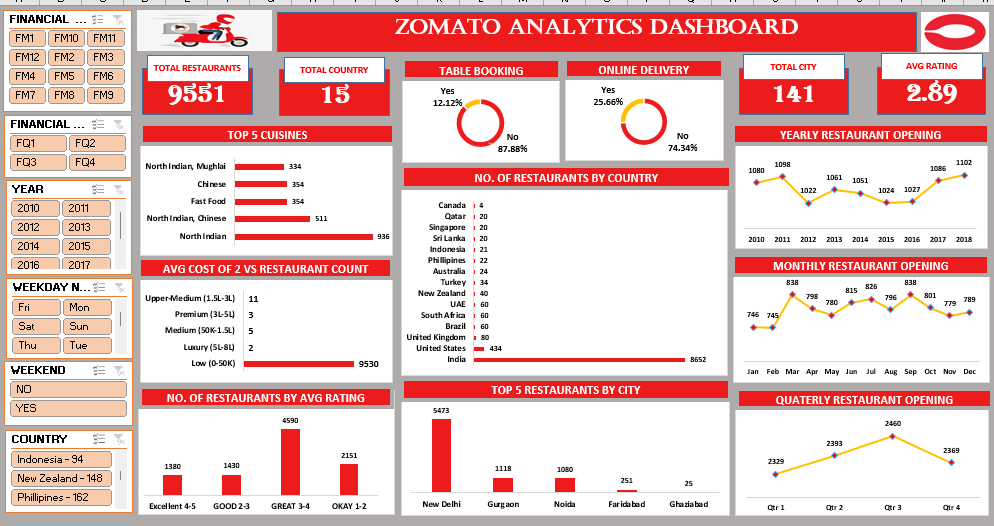 ZOMATO ANALYTICS DASHBOARD
FINANCIAL ...
FM1 FM10 FM11
FM12 FM2 FM3
FM4 FM5 FM6
FM7 FM8 FM9
FINANCIAL ...
FQ1 FQ2
FQ3 FQ4
YEAR
2010 2011
2012 2013
2014 2015
2016 2017
WEEKDAY N...
Fri Mon
Sat Sun
Thu Tue
WEEKEND
NO
YES
COUNTRY
Indonesia - 94
New Zealand - 148
Phillipines - 162
TOTAL RESTAURANTS
9551
TOTAL COUNTRY
15
TABLE BOOKING
Yes
12.12%
No
87.88%
ONLINE DELIVERY
Yes
25.66%
No
74.34%
TOTAL CITY
141
AVG RATING
2.89
TOP 5 CUISINES
North Indian, Mughlai 334
Chinese 354
Fast Food 354
North Indian, Chinese 511
North Indian 936
AVG COST OF 2 VS RESTAURANT COUNT
Upper-Medium (1.5L-3L) 11
Premium (3L-5L) 3
Medium (50K-1.5L) 5
Luxury (5L-8L) 2
Low (0-50K) 9530
NO. OF RESTAURANTS BY AVG RATING
1380 1430 4590 2151
Excellent 4-5 GOOD 2-3 GREAT 3-4 OKAY 1-2
NO. OF RESTAURANTS BY COUNTRY
Canada 4
Qatar 20
Singapore 20
Sri Lanka 20
Indonesia 21
Phillipines 22
Australia 24
Turkey 34
New Zealand 40
UAE 60
South Africa 60
Brazil 60
United Kingdom 80
United States 434
India 8652
TOP 5 RESTAURANTS BY CITY
5473 1118 1080 251 25
New Delhi Gurgaon Noida Faridabad Ghaziabad
YEARLY RESTAURANT OPENING
1080 1098 1022 1061 1051 1024 1027 1086 1102
2010 2011 2012 2013 2014 2015 2016 2017 2018
MONTHLY RESTAURANT OPENING
746 745 838 798 780 815 826 796 838 801 779 789
Jan Feb Mar Apr May Jun Jul Aug Sep Oct Nov Dec
QUATERLY RESTAURANT OPENING
2329 2393 2460 2369
Qtr 1 Qtr 2 Qtr 3 Qtr 4